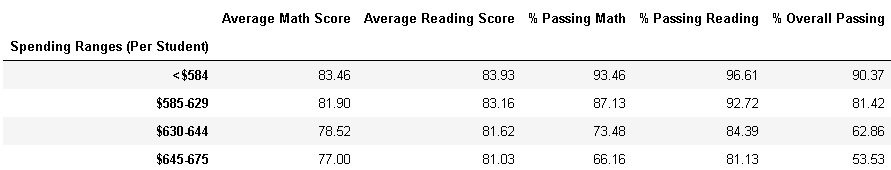 Average Math Score Average Reading Score % Passing Math % Passing Reading % Overall Passing
Spending Ranges (Per Student)
<$584 83.46 83.93 93.46 96.61 90.37
$585-629 81.90 83.16 87.13 92.72 81.42
$630-644 78.52 81.62 73.48 84.39 62.86
$645-675 77.00 81.03 66.16 81.13 53.53